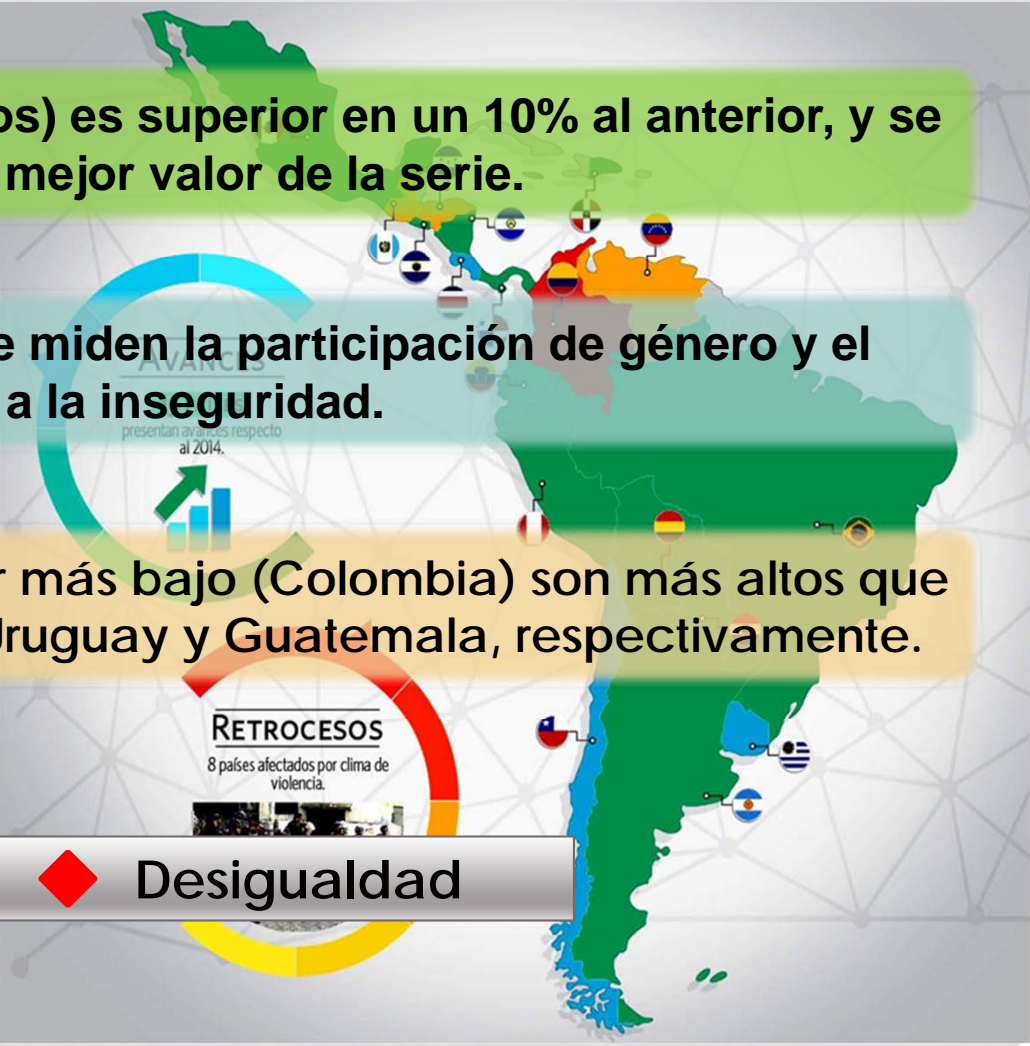 os) es superior en un 10% al anterior, y se
mejor valor de la serie.
e miden la participación de género y el
a la inseguridad.
AVANCES
presentan avances respecto
al 2014.
r más bajo (Colombia) son más altos que
Uruguay y Guatemala, respectivamente.
RETROCESOS
8 países afectados por clima de
violencia.
Desigualdad